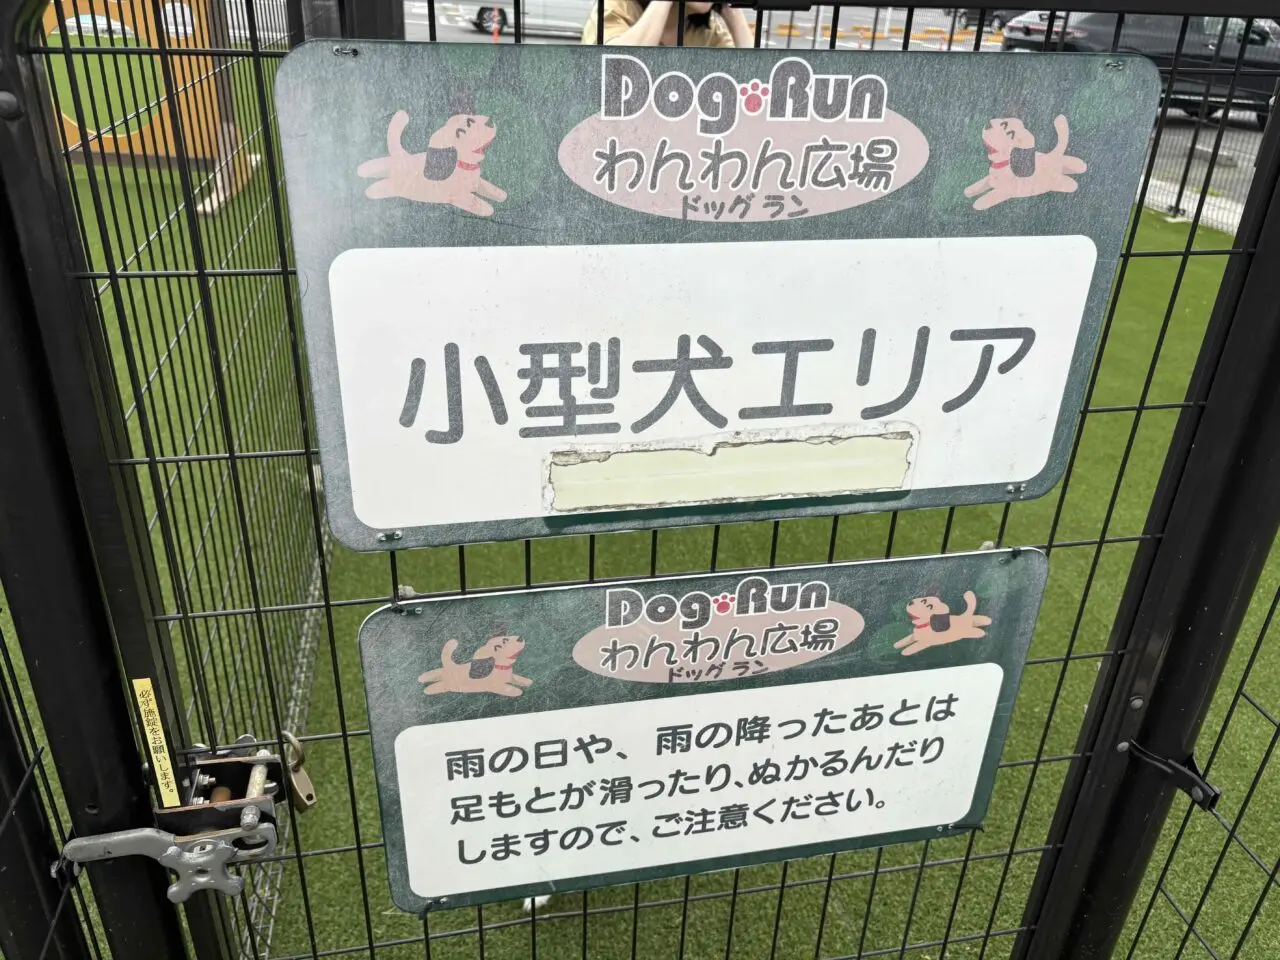 Dog Run
わんわん広場
ドッグラン
小型犬エリア
Dog Run
わんわん広場
ドッグラン
雨の日や、雨の降ったあとは
足もとが滑ったり、ぬかるんだり
しますので、ご注意ください。
必ず施錠をお願いします。